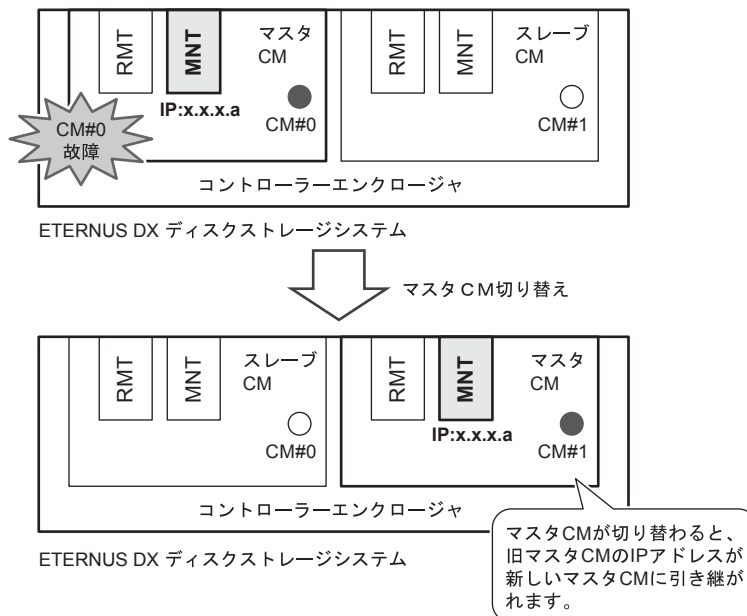 RMT
MNT
マスタ
CM
IP:x.x.x.a
CM#0
CM#0
故障
RMT
MNT
スレーブ
CM
CM#1
コントローラーエンクロージャ
ETERNUS DX ディスクストレージシステム
マスタCM切り替え
RMT
MNT
スレーブ
CM
CM#0
RMT
MNT
マスタ
CM
IP:x.x.x.a
CM#1
コントローラーエンクロージャ
ETERNUS DX ディスクストレージシステム
マスタCMが切り替わると、
旧マスタCMのIPアドレスが
新しいマスタCMに引き継が
れます。